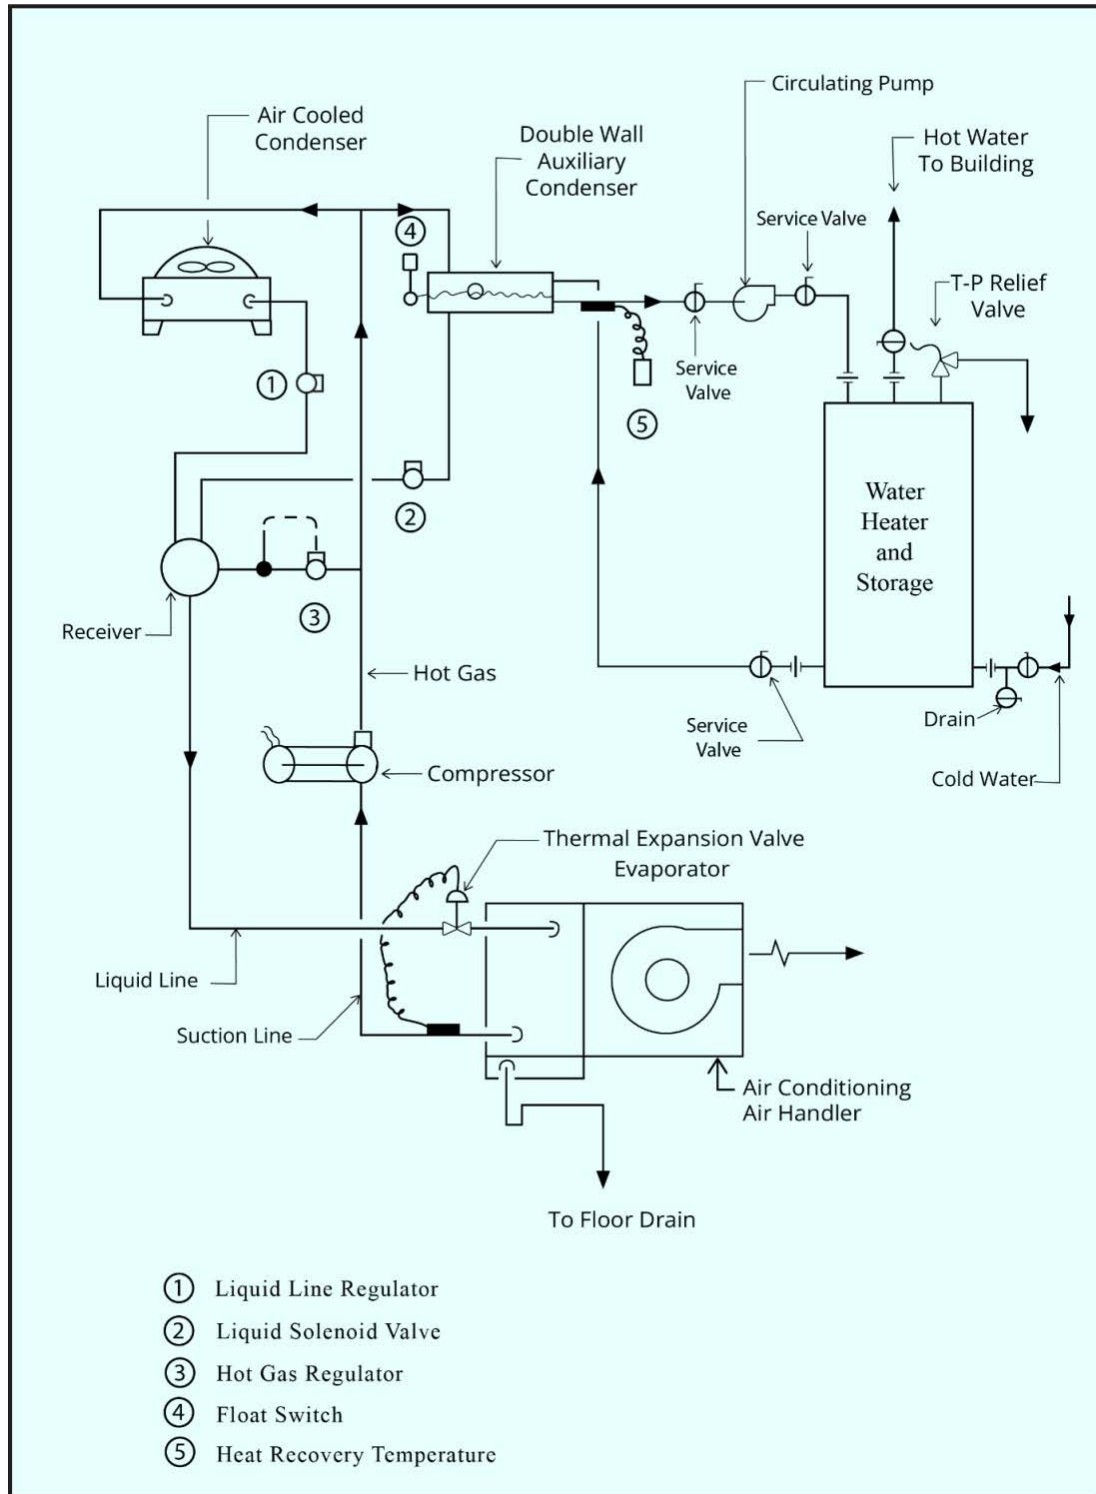 Circulating Pump
Air Cooled
Condenser
Double Wall
Auxiliary
Condenser
Hot Water
To Building
Service Valve
4
T-P Relief
Valve
Service
Valve
1
5
2
Water
Heater
and
Storage
3
Receiver
Hot Gas
Service
Valve
Drain
Compressor
Cold Water
Thermal Expansion Valve
Evaporator
Liquid Line
Suction Line
Air Conditioning
Air Handler
To Floor Drain
1 Liquid Line Regulator
2 Liquid Solenoid Valve
3 Hot Gas Regulator
4 Float Switch
5 Heat Recovery Temperature